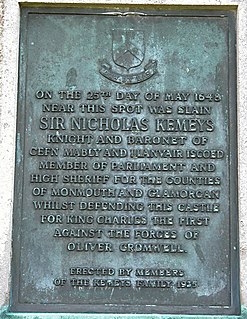 ON THE 25TH DAY OF MAY 1648
NEAR THIS SPOT WAS SLAIN
SIR NICHOLAS KEMEYS
KNIGHT AND BARONET OF
CEFN MABLY AND LLANVAIR ISCOED
MEMBER OF PARLIAMENT AND
HIGH SHERIFF FOR THE COUNTIES
OF MONMOUTH AND GLAMORGAN
WHILST DEFENDING THIS CASTLE
FOR KING CHARLES THE FIRST
AGAINST THE FORCES OF
OLIVER CROMWELL
ERECTED BY MEMBERS
OF THE KEMEYS FAMILY 1935